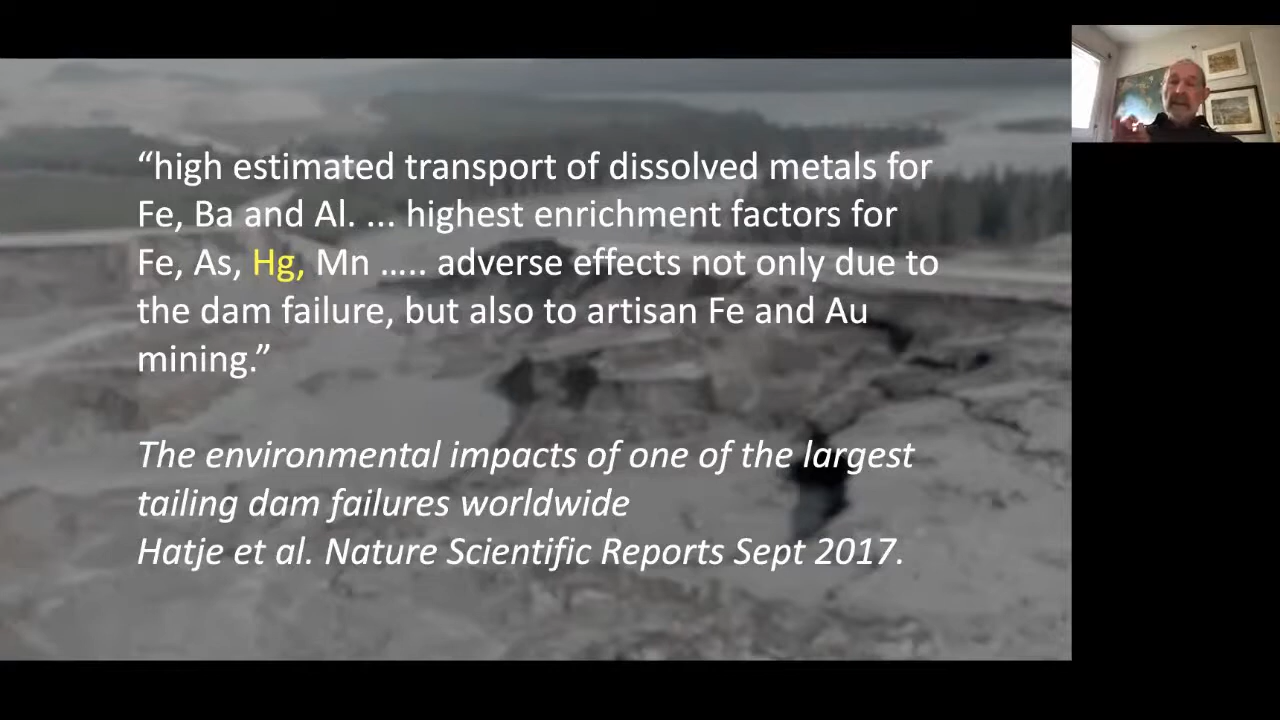 “high estimated transport of dissolved metals for
Fe, Ba and Al. ... highest enrichment factors for
Fe, As, Hg, Mn ..... adverse effects not only due to
the dam failure, but also to artisan Fe and Au
mining.”
The environmental impacts of one of the largest
tailing dam failures worldwide
Hatje et al. Nature Scientific Reports Sept 2017.